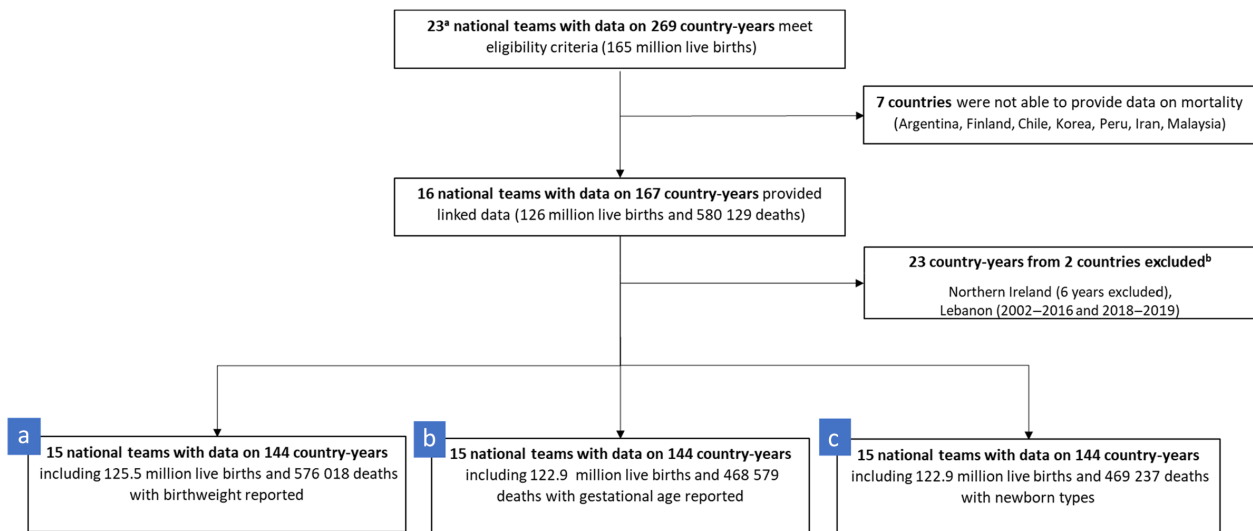 23ª national teams with data on 269 country-years meet
eligibility criteria (165 million live births)
7 countries were not able to provide data on mortality
(Argentina, Finland, Chile, Korea, Peru, Iran, Malaysia)
16 national teams with data on 167 country-years provided
linked data (126 million live births and 580 129 deaths)
23 country-years from 2 countries excludedᵇ
Northern Ireland (6 years excluded),
Lebanon (2002–2016 and 2018–2019)
a
15 national teams with data on 144 country-years
including 125.5 million live births and 576 018 deaths
with birthweight reported
b
15 national teams with data on 144 country-years
including 122.9 million live births and 468 579
deaths with gestational age reported
c
15 national teams with data on 144 country-years
including 122.9 million live births and 469 237 deaths
with newborn types